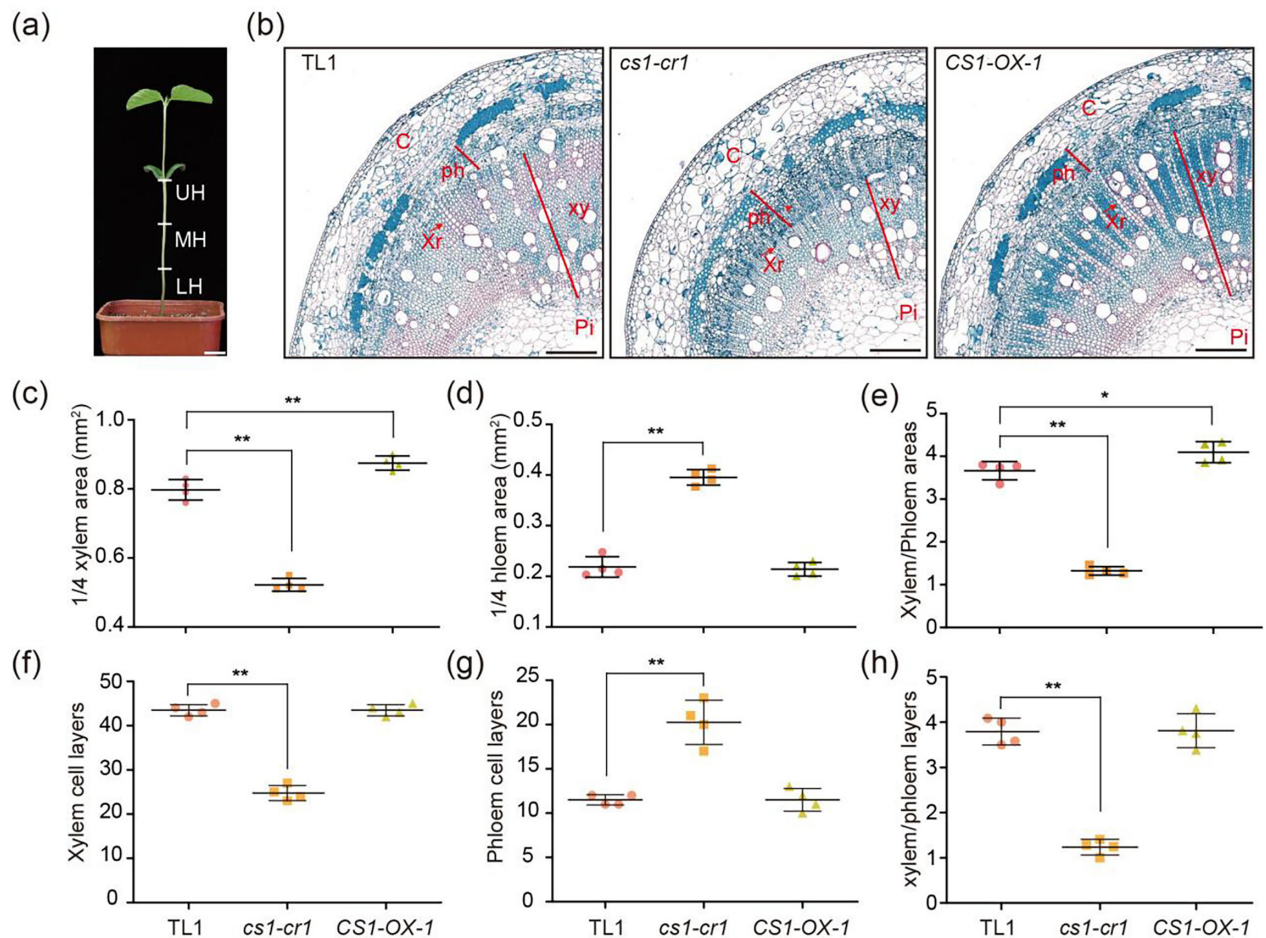 (a)
UH
MH
LH
(b)
TL1
C
ph
Xr
xy
Pi
cs1-cr1
C
ph
Xr
xy
Pi
CS1-OX-1
C
ph
Xr
xy
Pi
(c)
1/4 xylem area (mm²)
1.0
0.8
0.6
0.4
**
**
(d)
1/4 hloem area (mm²)
0.5
0.4
0.3
0.2
0.1
**
(e)
Xylem/Phloem areas
5
4
3
2
1
0
*
**
(f)
Xylem cell layers
50
40
30
20
10
0
**
TL1 cs1-cr1 CS1-OX-1
(g)
Phloem cell layers
25
20
15
10
5
0
**
TL1 cs1-cr1 CS1-OX-1
(h)
xylem/phloem layers
5
4
3
2
1
0
**
TL1 cs1-cr1 CS1-OX-1